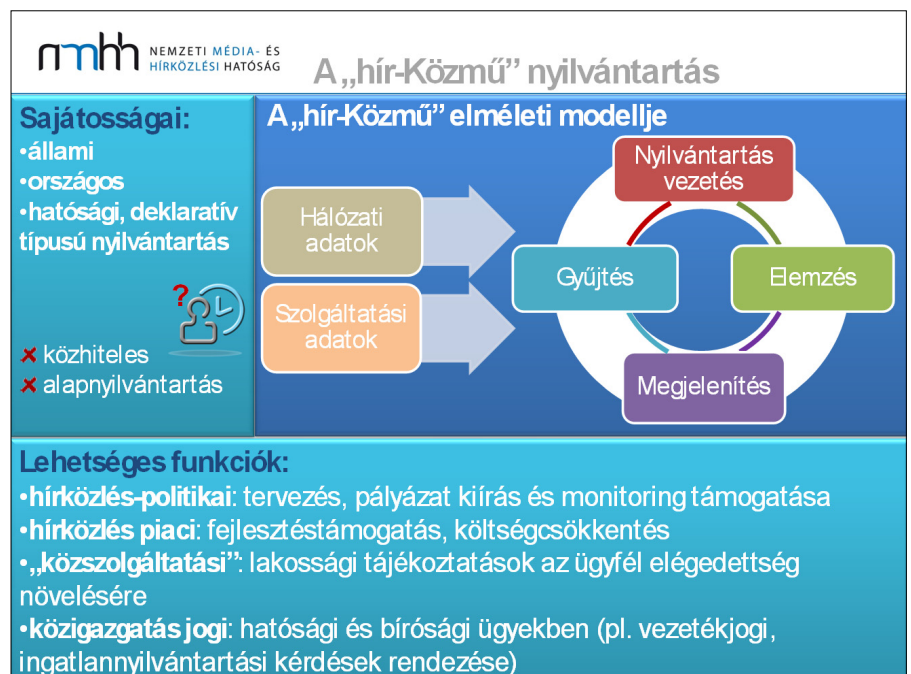 nmhh
NEMZETI MÉDIA- ÉS
HÍRKÖZLÉSI HATÓSÁG
A „hír-Közmű” nyilvántartás
Sajátosságai:
•állami
•országos
•hatósági, deklaratív
típusú nyilvántartás
?
✘ közhiteles
✘ alapnyilvántartás
A „hír-Közmű” elméleti modellje
Hálózati
adatok
Szolgáltatási
adatok
Nyilvántartás
vezetés
Gyűjtés
Elemzés
Megjelenítés
Lehetséges funkciók:
•hírközlés-politikai: tervezés, pályázat kiírás és monitoring támogatása
•hírközlés piaci: fejlesztéstámogatás, költségcsökkentés
•„közszolgáltatási”: lakossági tájékoztatások az ügyfél elégedettség
növelésére
•közigazgatás jogi: hatósági és bírósági ügyekben (pl. vezetékjogi,
ingatlannyilvántartási kérdések rendezése)